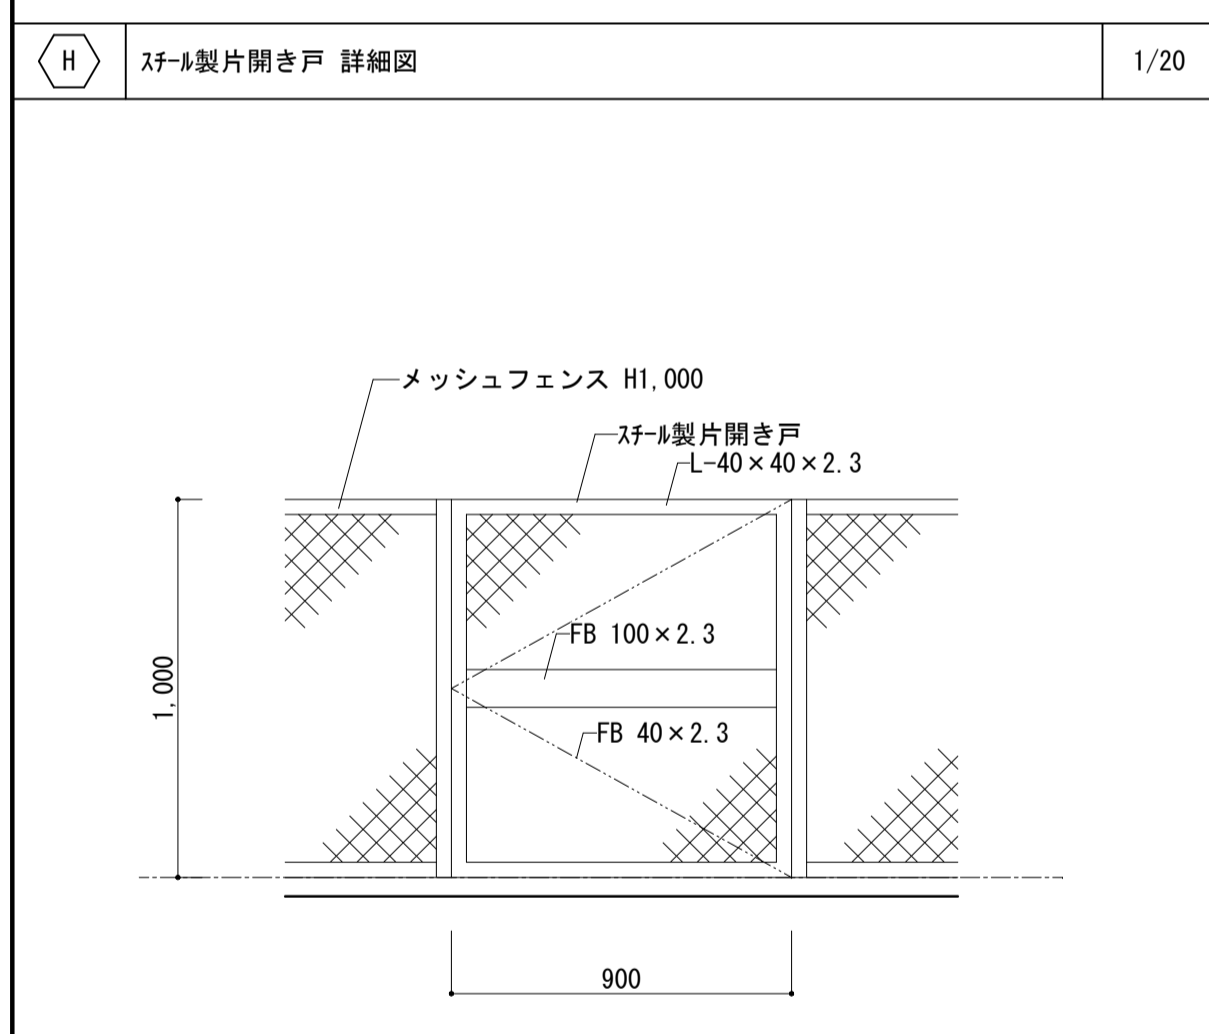 H
ｽﾁｰﾙ製片開き戸 詳細図
1/20
メッシュフェンス H1,000
ｽﾁｰﾙ製片開き戸
L-40×40×2.3
FB 100×2.3
1,000
FB 40×2.3
900